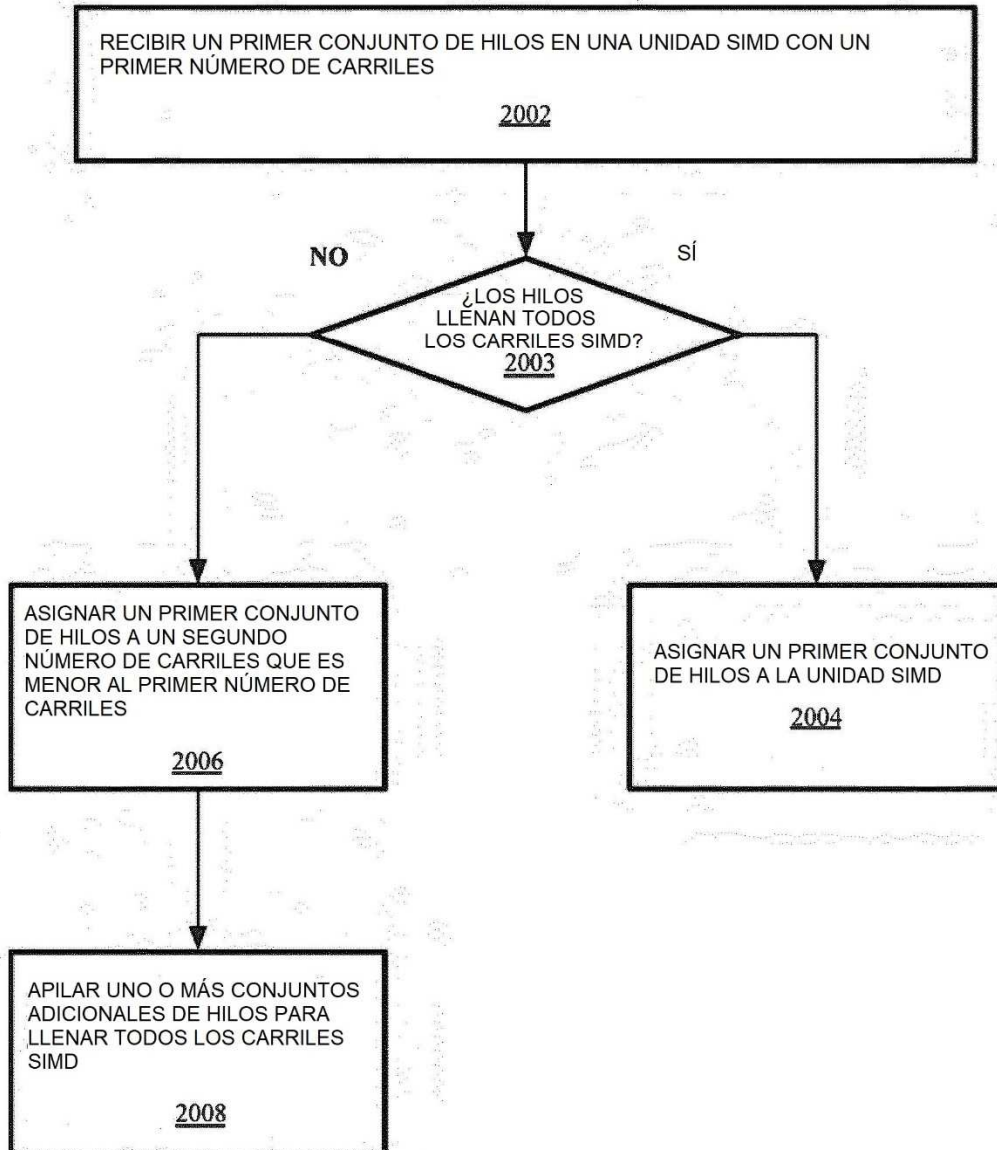 RECIBIR UN PRIMER CONJUNTO DE HILOS EN UNA UNIDAD SIMD CON UN
PRIMER NÚMERO DE CARRILES
2002
NO
SÍ
¿LOS HILOS
LLENAN TODOS
LOS CARRILES SIMD?
2003
ASIGNAR UN PRIMER CONJUNTO
DE HILOS A UN SEGUNDO
NÚMERO DE CARRILES QUE ES
MENOR AL PRIMER NÚMERO DE
CARRILES
2006
ASIGNAR UN PRIMER CONJUNTO
DE HILOS A LA UNIDAD SIMD
2004
APILAR UNO O MÁS CONJUNTOS
ADICIONALES DE HILOS PARA
LLENAR TODOS LOS CARRILES
SIMD
2008